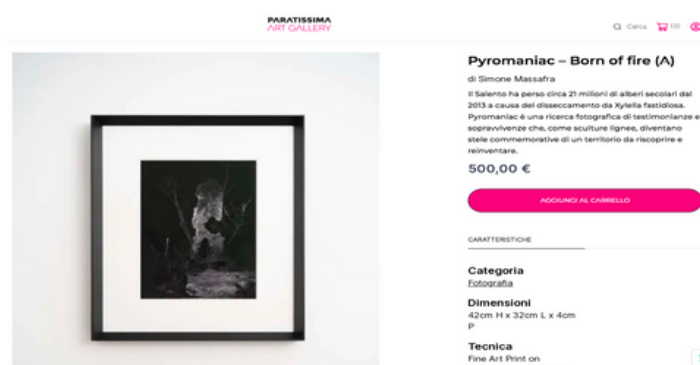 PARATISSIMA
ART GALLERY
Cerca
(0)
Pyromaniac – Born of fire (A)
di Simone Massafra
Il Salento ha perso circa 21 milioni di alberi secolari dal
2013 a causa del disseccamento da Xylella fastidiosa.
Pyromaniac è una ricerca fotografica di testimonianze e
sopravvivenze che, come sculture lignee, diventano
stele commemorative di un territorio da riscoprire e
reinventare.
500,00 €
AGGIUNGI AL CARRELLO
CARATTERISTICHE
Categoria
Fotografia
Dimensioni
42cm H x 32cm L x 4cm
P
Tecnica
Fine Art Print on